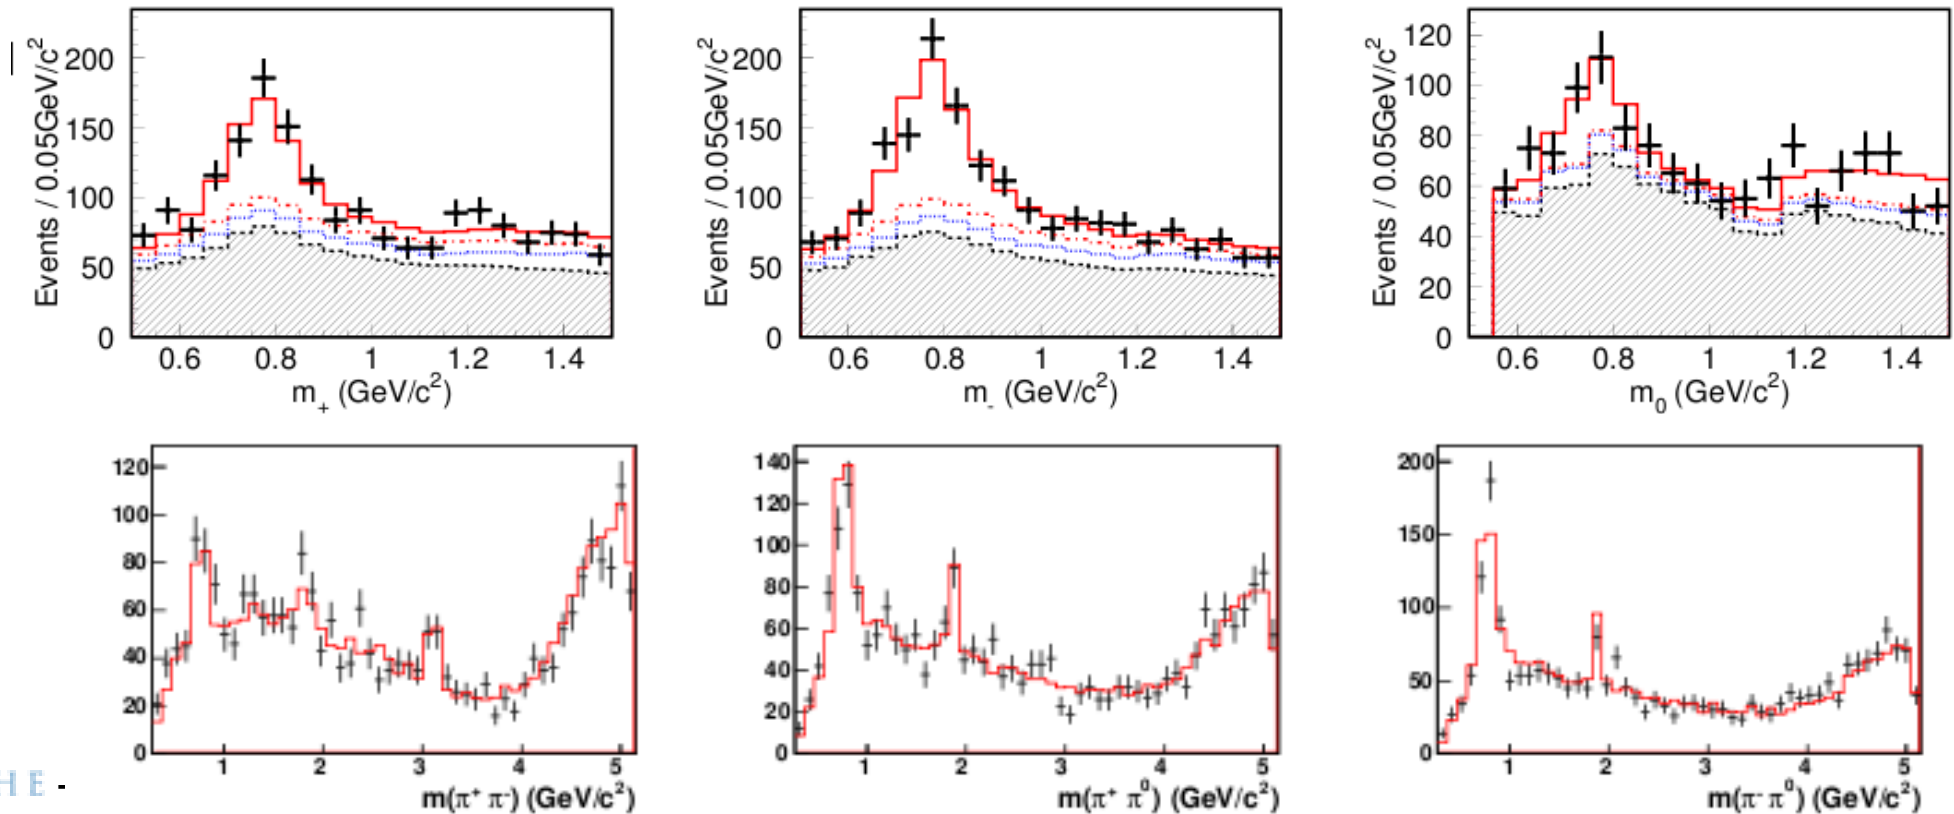 Events / 0.05GeV/c²
200
150
100
50
0
0.6 0.8 1 1.2 1.4
m₊ (GeV/c²)
Events / 0.05GeV/c²
200
150
100
50
0
0.6 0.8 1 1.2 1.4
m₋ (GeV/c²)
Events / 0.05GeV/c²
120
100
80
60
40
20
0
0.6 0.8 1 1.2 1.4
m₀ (GeV/c²)
120
100
80
60
40
20
0
1 2 3 4 5
m(π⁺ π⁻) (GeV/c²)
140
120
100
80
60
40
20
0
1 2 3 4 5
m(π⁺ π⁰) (GeV/c²)
200
150
100
50
0
1 2 3 4 5
m(π⁻ π⁰) (GeV/c²)
H E -